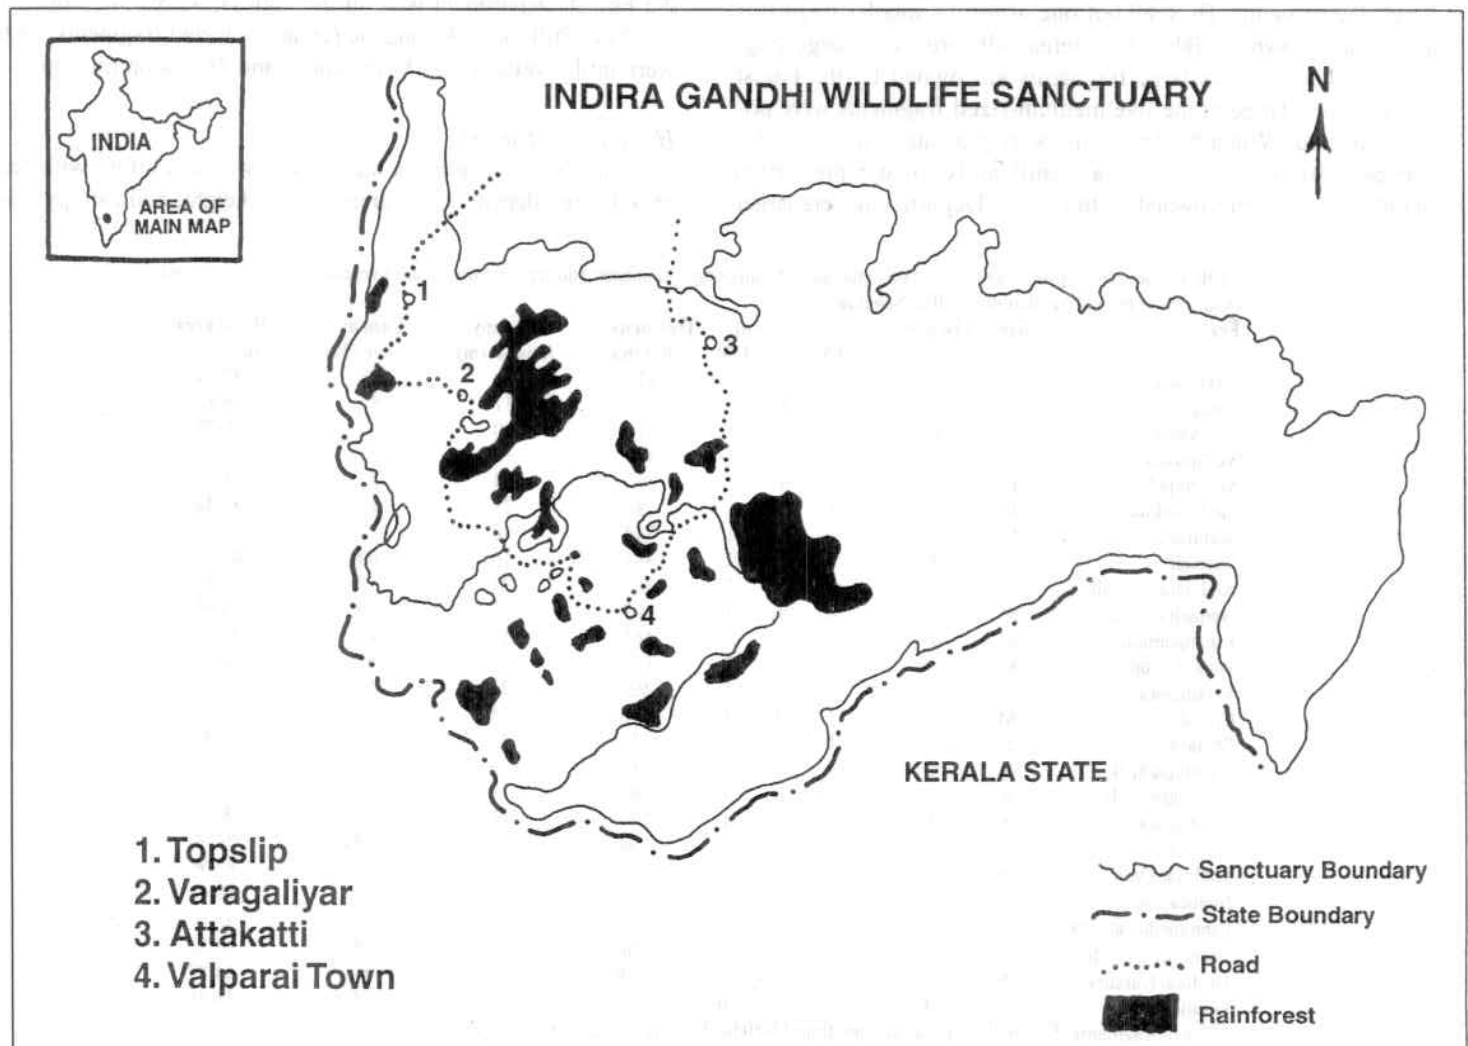 INDIRA GANDHI WILDLIFE SANCTUARY
N
INDIA
AREA OF
MAIN MAP
1
2
3
4
KERALA STATE
1. Topslip
2. Varagaliyar
3. Attakatti
4. Valparai Town
Sanctuary Boundary
State Boundary
Road
Rainforest